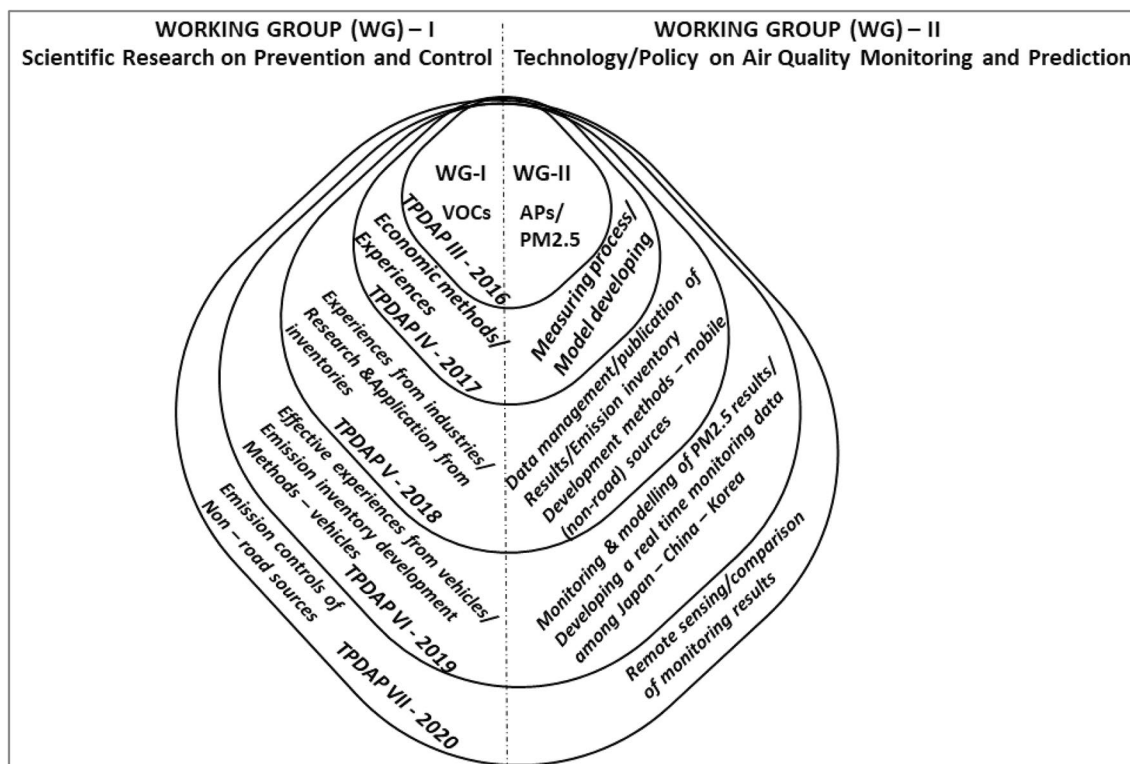 WORKING GROUP (WG) – I
Scientific Research on Prevention and Control
WORKING GROUP (WG) – II
Technology/Policy on Air Quality Monitoring and Prediction
WG-I
VOCs
WG-II
APs/
PM2.5
TPDAP III - 2016
Economic methods/
Experiences
Measuring process/
Model developing
TPDAP IV - 2017
Experiences from industries/
Research &Application from
inventories
Data management/publication of
Results/Emission inventory
Development methods – mobile
(non-road) sources
TPDAP V - 2018
Effective experiences from vehicles/
Emission inventory development
Methods – vehicles
Monitoring & modelling of PM2.5 results/
Developing a real time monitoring data
among Japan – China – Korea
TPDAP VI - 2019
Emission controls of
Non – road sources
Remote sensing/comparison
of monitoring results
TPDAP VII - 2020